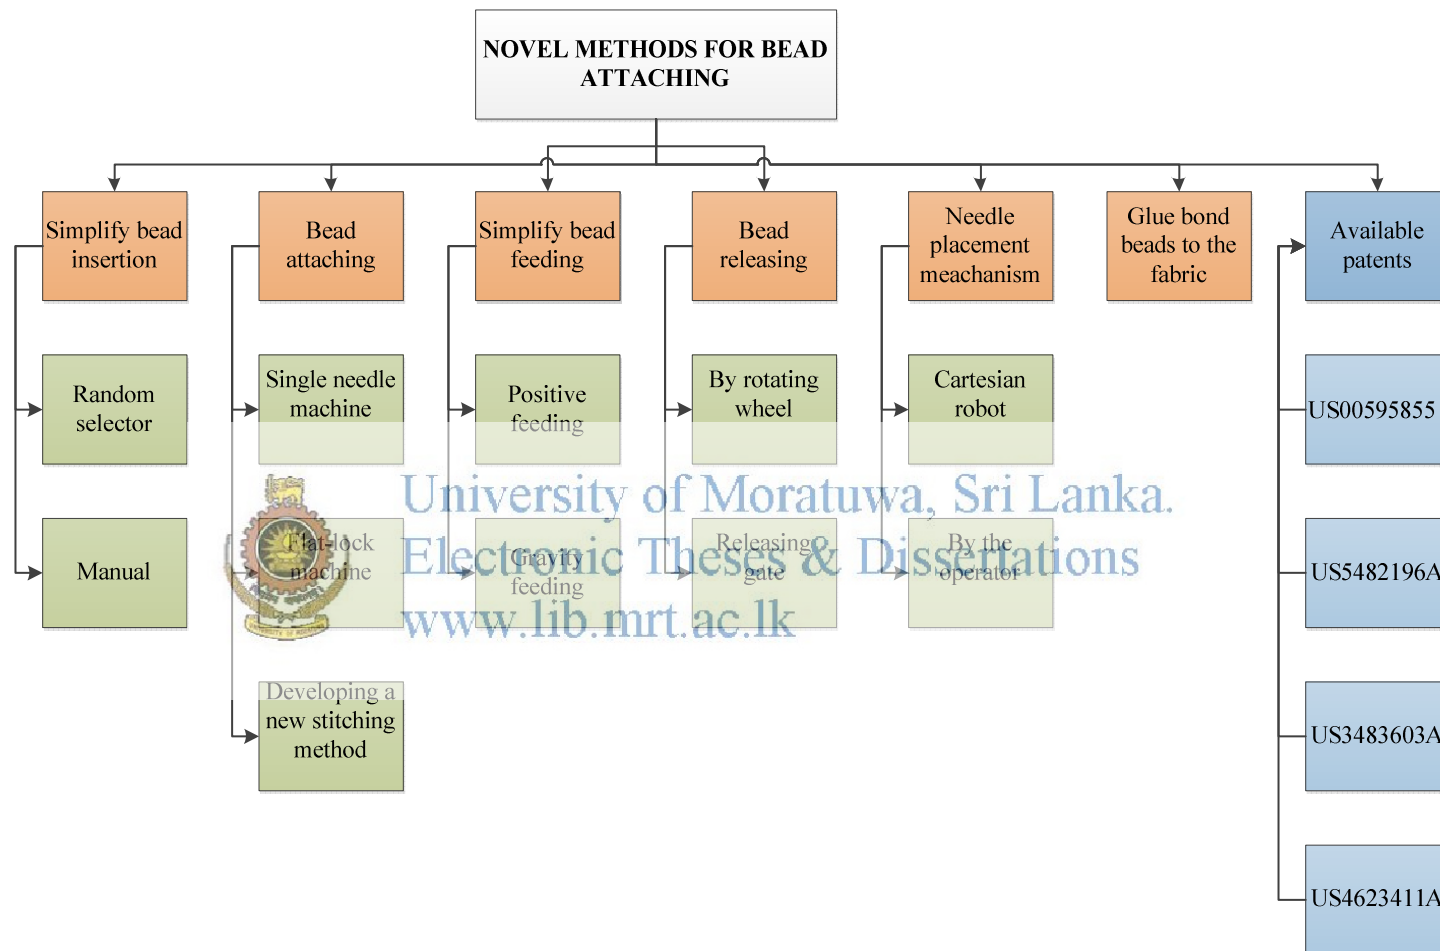 NOVEL METHODS FOR BEAD
ATTACHING
Simplify bead
insertion
Bead
attaching
Simplify bead
feeding
Bead
releasing
Needle
placement
meachanism
Glue bond
beads to the
fabric
Available
patents
Random
selector
Single needle
machine
Positive
feeding
By rotating
wheel
Cartesian
robot
US00595855
Manual
Flat-lock
machine
Gravity
feeding
Releasing
gate
By the
operator
US5482196A
Developing a
new stitching
method
US3483603A
US4623411A
University of Moratuwa, Sri Lanka.
Electronic Theses & Dissertations
www.lib.mrt.ac.lk
UNIVERSITY OF MORATUWA